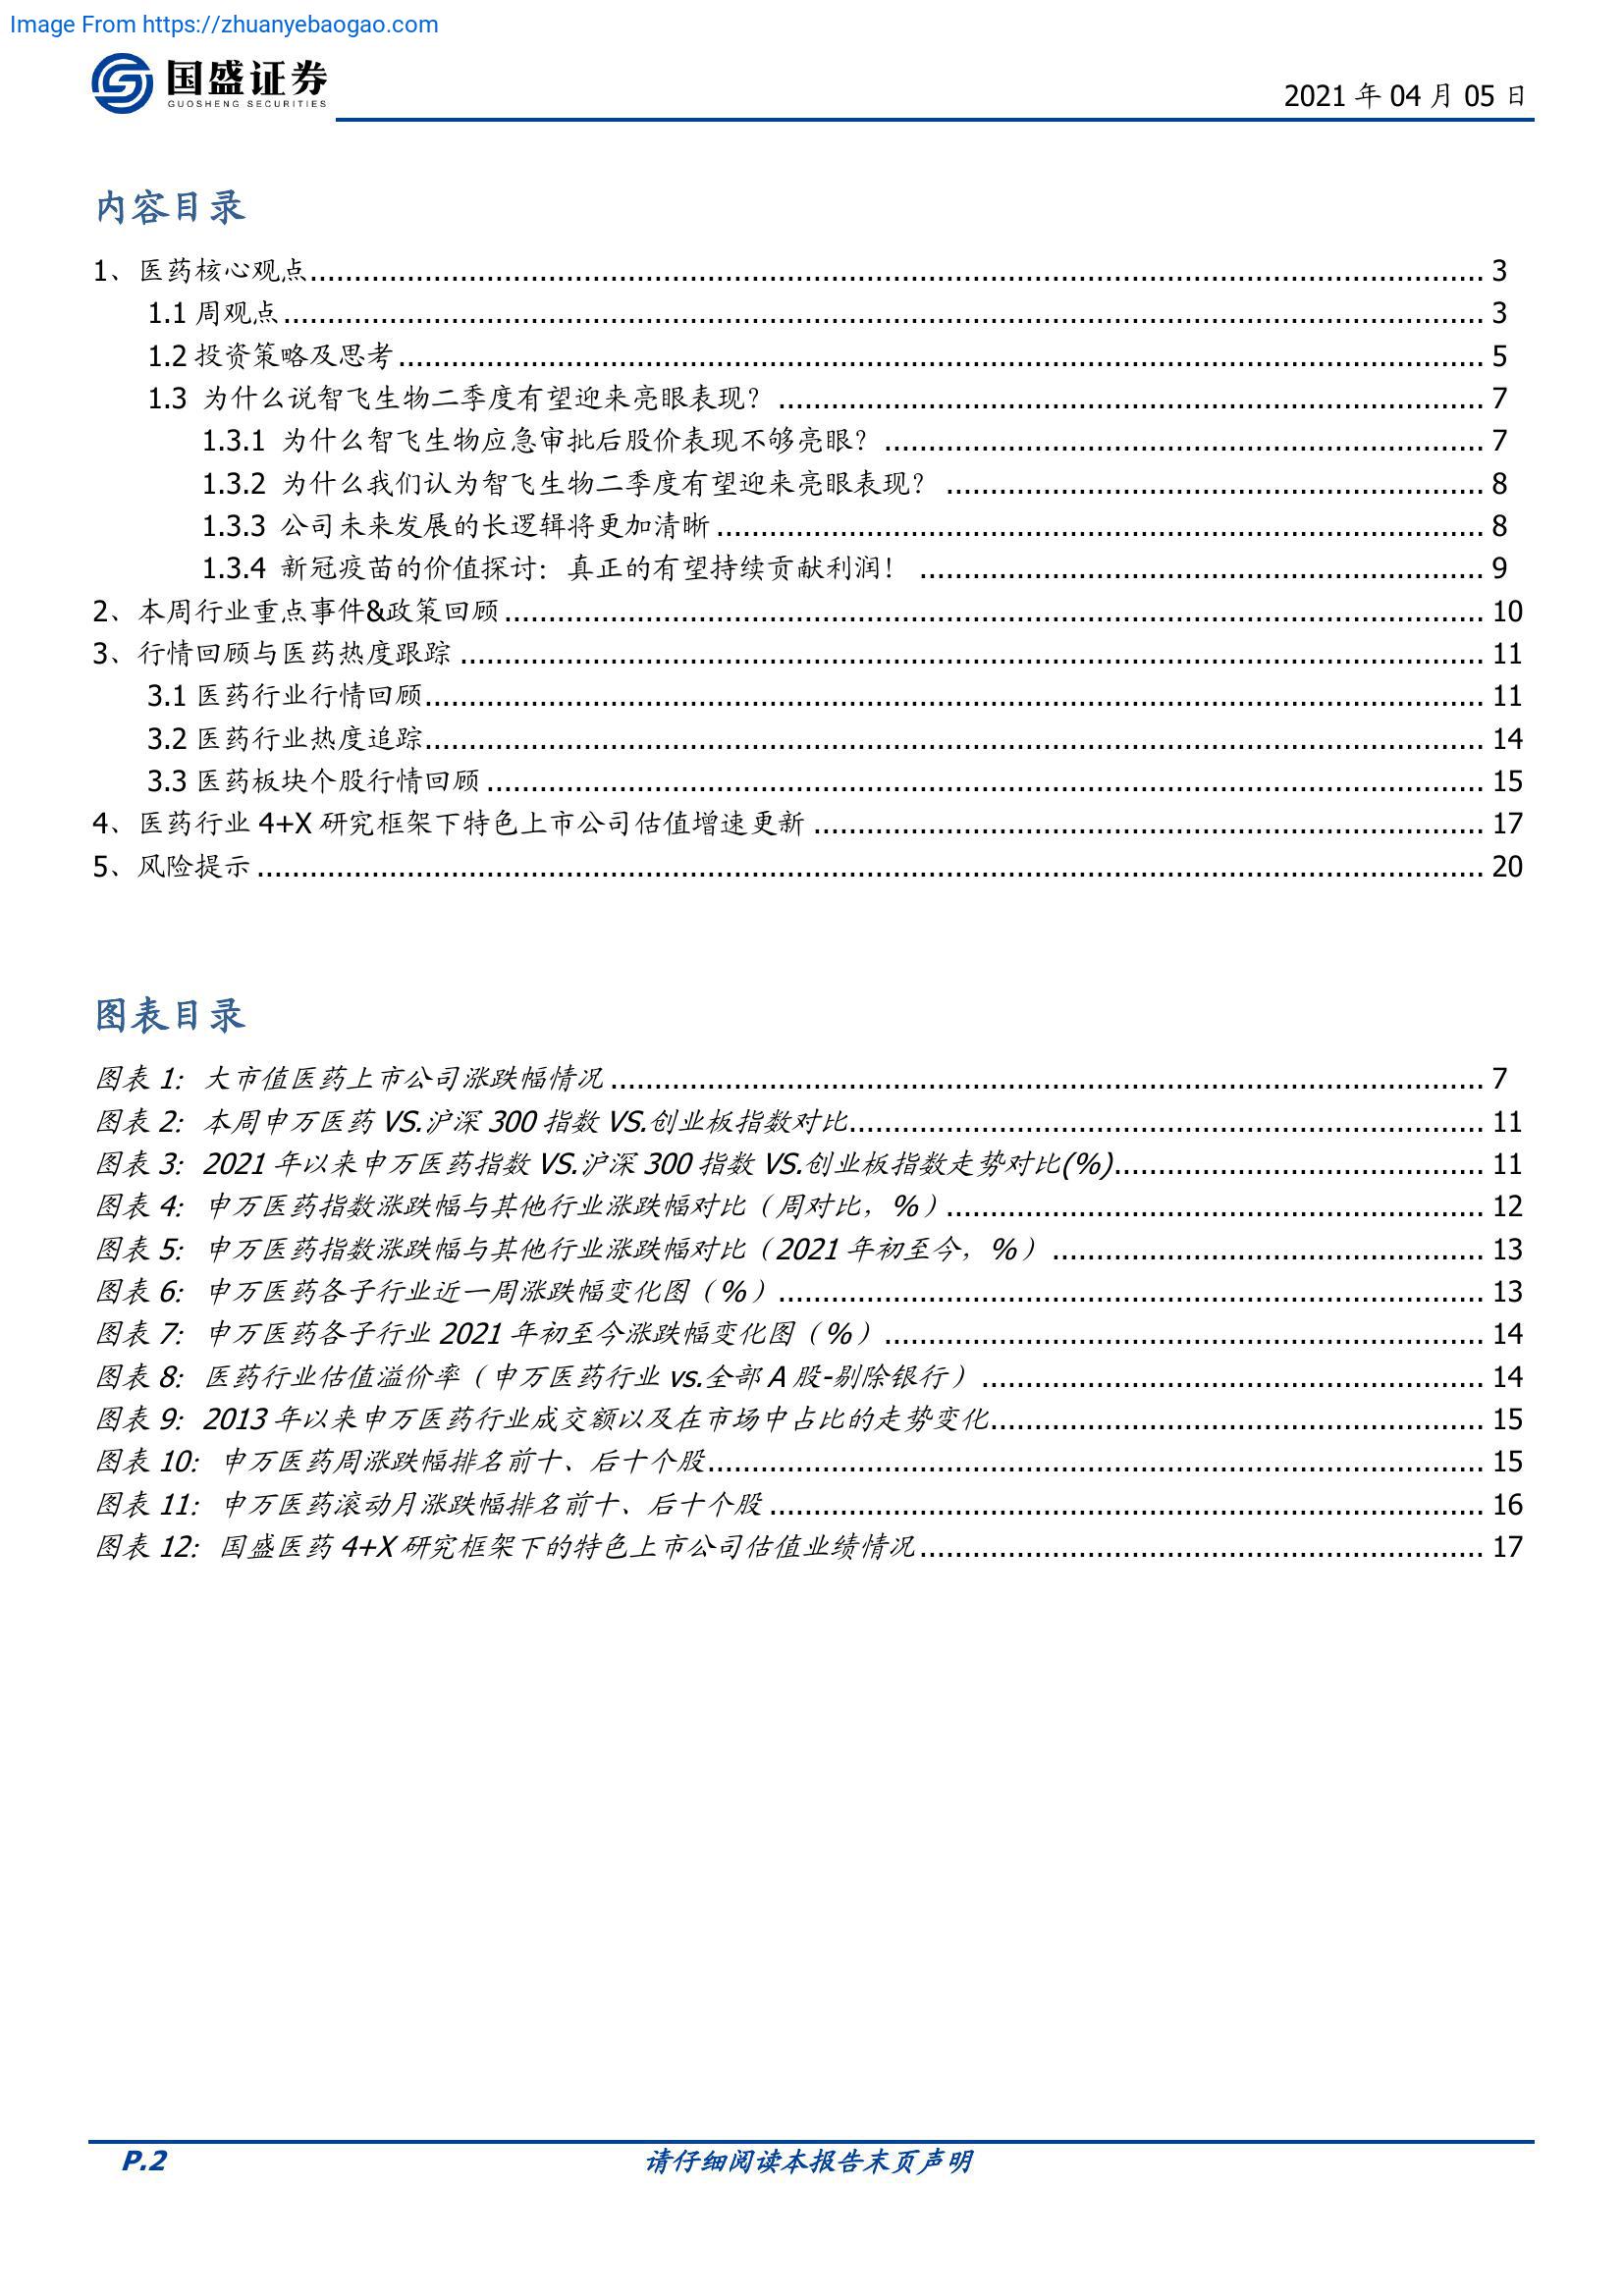 Image From https://zhuanyebaogao.com
国盛证券
GUOSHENG SECURITIES
2021 年 04 月 05 日
内容目录
1、医药核心观点.......... 3
1.1 周观点.......... 3
1.2 投资策略及思考.......... 5
1.3 为什么说智飞生物二季度有望迎来亮眼表现？.......... 7
1.3.1 为什么智飞生物应急审批后股价表现不够亮眼？.......... 7
1.3.2 为什么我们认为智飞生物二季度有望迎来亮眼表现？.......... 8
1.3.3 公司未来发展的长逻辑将更加清晰.......... 8
1.3.4 新冠疫苗的价值探讨：真正的有望持续贡献利润！.......... 9
2、本周行业重点事件&政策回顾.......... 10
3、行情回顾与医药热度跟踪.......... 11
3.1 医药行业行情回顾.......... 11
3.2 医药行业热度追踪.......... 14
3.3 医药板块个股行情回顾.......... 15
4、医药行业 4+X 研究框架下特色上市公司估值增速更新.......... 17
5、风险提示.......... 20
图表目录
图表 1：大市值医药上市公司涨跌幅情况.......... 7
图表 2：本周申万医药 VS.沪深 300 指数 VS.创业板指数对比.......... 11
图表 3：2021 年以来申万医药指数 VS.沪深 300 指数 VS.创业板指数走势对比(%).......... 11
图表 4：申万医药指数涨跌幅与其他行业涨跌幅对比（周对比，%）.......... 12
图表 5：申万医药指数涨跌幅与其他行业涨跌幅对比（2021 年初至今，%）.......... 13
图表 6：申万医药各子行业近一周涨跌幅变化图（%）.......... 13
图表 7：申万医药各子行业 2021 年初至今涨跌幅变化图（%）.......... 14
图表 8：医药行业估值溢价率（申万医药行业 vs.全部 A 股-剔除银行）.......... 14
图表 9：2013 年以来申万医药行业成交额以及在市场中占比的走势变化.......... 15
图表 10：申万医药周涨跌幅排名前十、后十个股.......... 15
图表 11：申万医药滚动月涨跌幅排名前十、后十个股.......... 16
图表 12：国盛医药 4+X 研究框架下的特色上市公司估值业绩情况.......... 17
P.2
请仔细阅读本报告末页声明